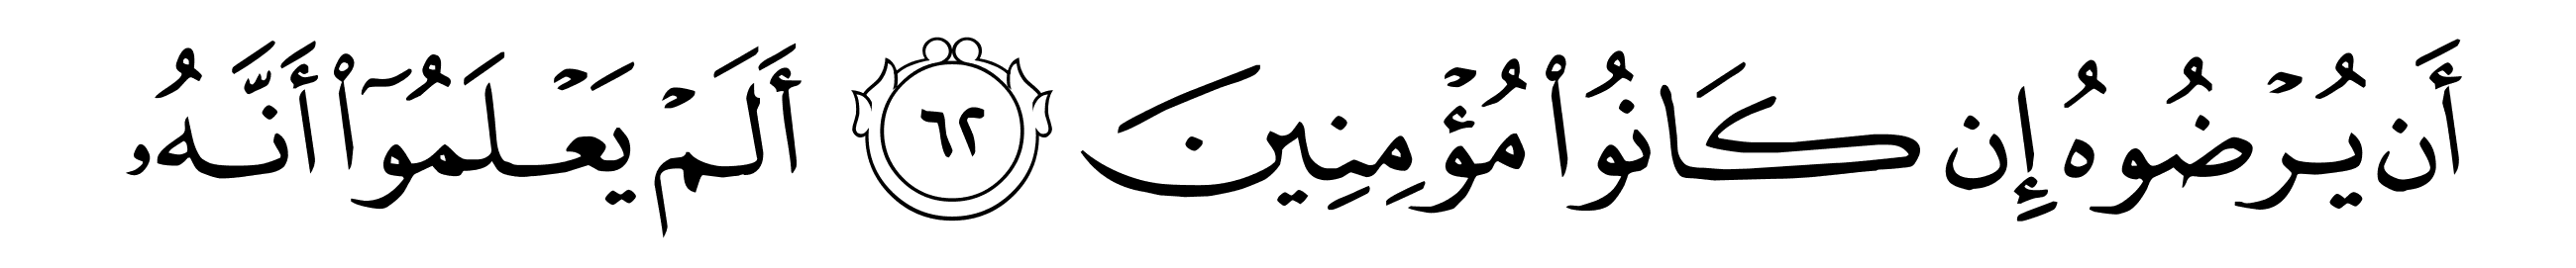 أَن يُرْضُوهُ إِن كَانُوا۟ مُؤْمِنِينَ ٦٢ أَلَمْ يَعْلَمُوٓا۟ أَنَّهُۥ